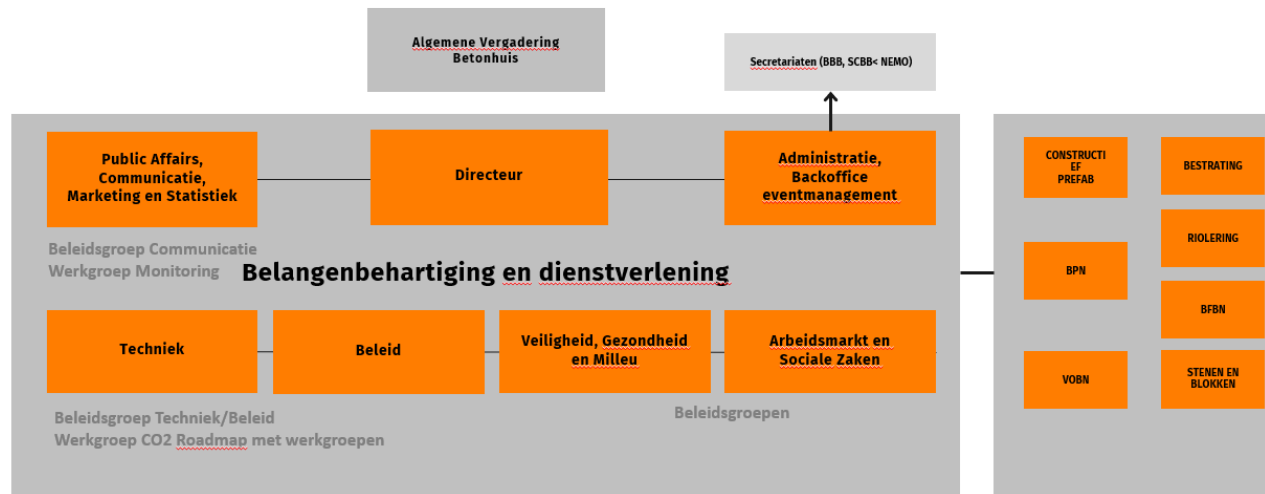 Algemene Vergadering
Betonhuis
Secretariaten (BBB, SCBB< NEMO)
Public Affairs,
Communicatie,
Marketing en Statistiek
Directeur
Administratie,
Backoffice
eventmanagement
Beleidsgroep Communicatie
Werkgroep Monitoring
Belangenbehartiging en dienstverlening
Techniek
Beleid
Veiligheid, Gezondheid
en Milleu
Arbeidsmarkt en
Sociale Zaken
Beleidsgroep Techniek/Beleid
Werkgroep CO2 Roadmap met werkgroepen
Beleidsgroepen
CONSTRUCTI
EF
PREFAB
BESTRATING
RIOLERING
BPN
BFBN
VOBN
STENEN EN
BLOKKEN